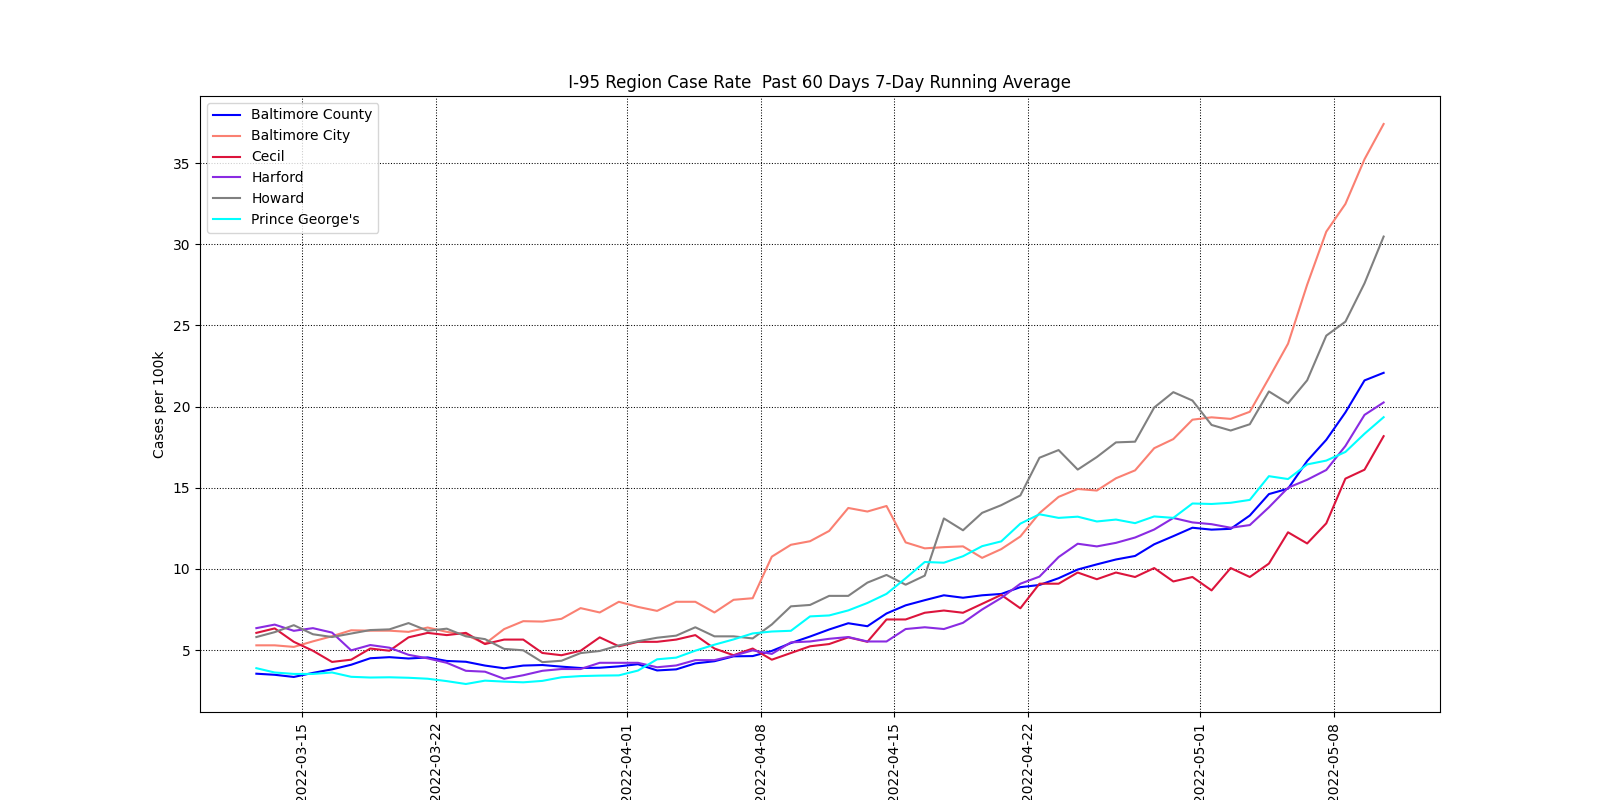 I-95 Region Case Rate  Past 60 Days 7-Day Running Average
Baltimore County
Baltimore City
Cecil
Harford
Howard
Prince George's
Cases per 100k
35
30
25
20
15
10
5
2022-03-15
2022-03-22
2022-04-01
2022-04-08
2022-04-15
2022-04-22
2022-05-01
2022-05-08